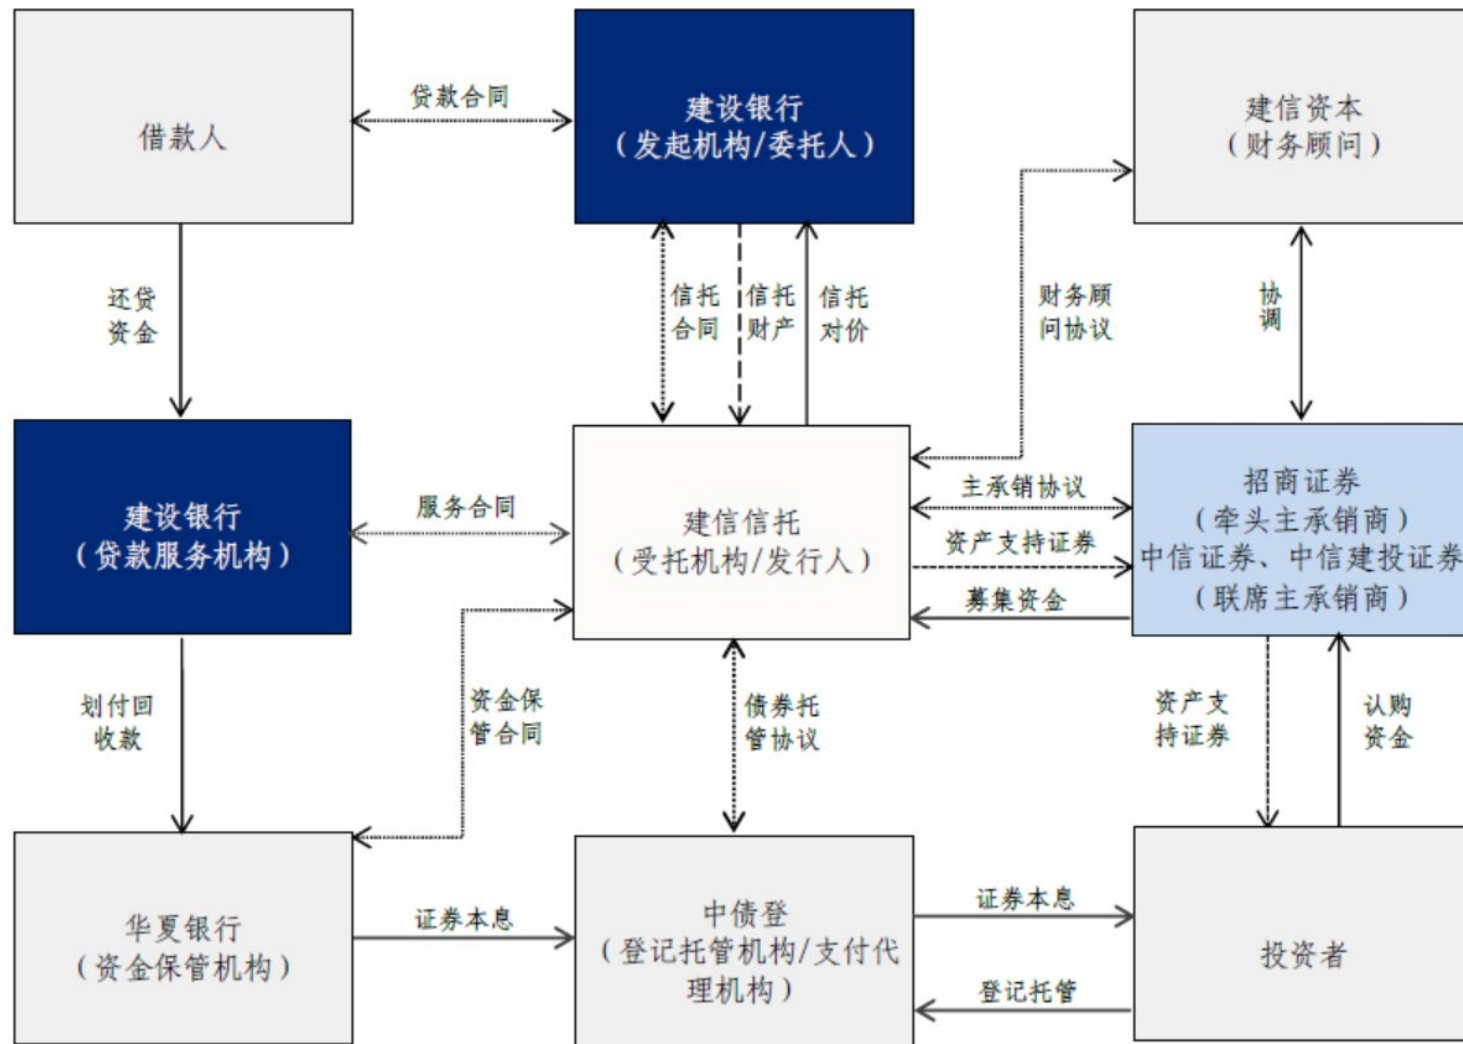 借款人
贷款合同
建设银行
(发起机构/委托人)
建信资本
(财务顾问)
还贷
资金
信托
合同
信托
财产
信托
对价
财务顾
问协议
协
调
建设银行
(贷款服务机构)
服务合同
建信信托
(受托机构/发行人)
主承销协议
资产支持证券
募集资金
招商证券
(牵头主承销商)
中信证券、中信建投证券
(联席主承销商)
划付回
收款
资金保
管合同
债券托
管协议
资产支
持证券
认购
资金
华夏银行
(资金保管机构)
证券本息
中债登
(登记托管机构/支付代
理机构)
证券本息
登记托管
投资者